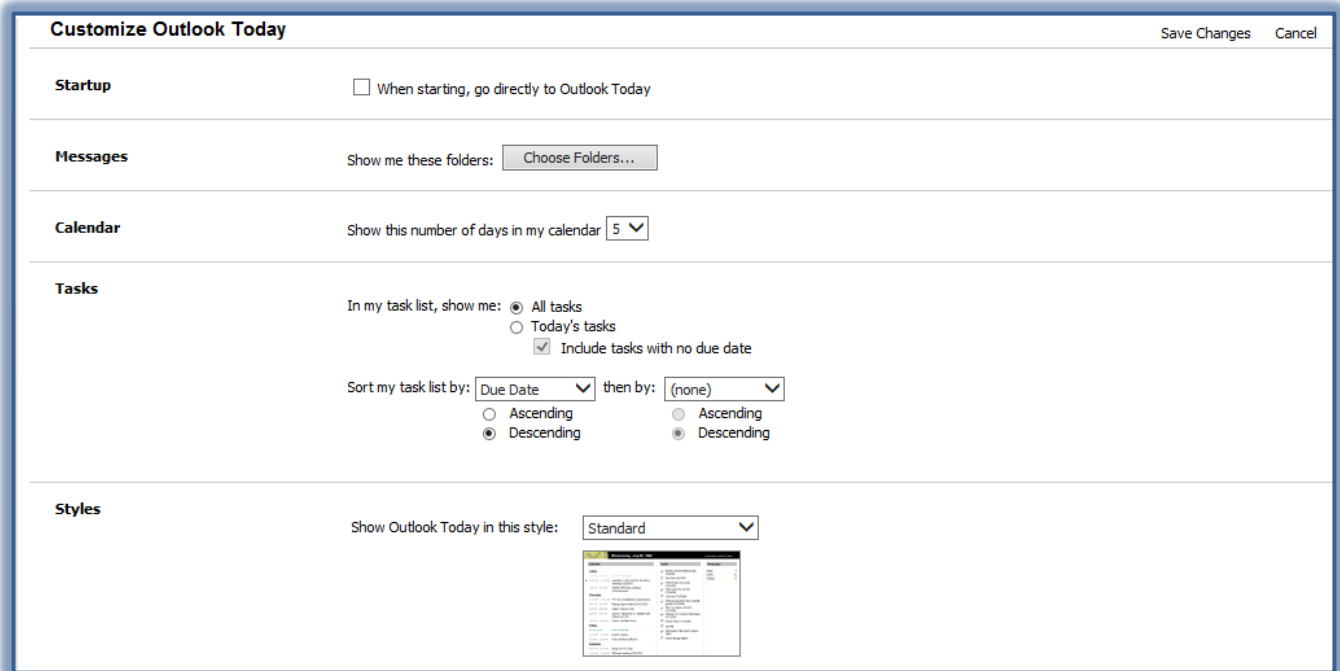 Customize Outlook Today
Save Changes Cancel
Startup
When starting, go directly to Outlook Today
Messages
Show me these folders: Choose Folders...
Calendar
Show this number of days in my calendar 5
Tasks
In my task list, show me: All tasks
Today's tasks
Include tasks with no due date
Sort my task list by: Due Date then by: (none)
Ascending Ascending
Descending Descending
Styles
Show Outlook Today in this style: Standard